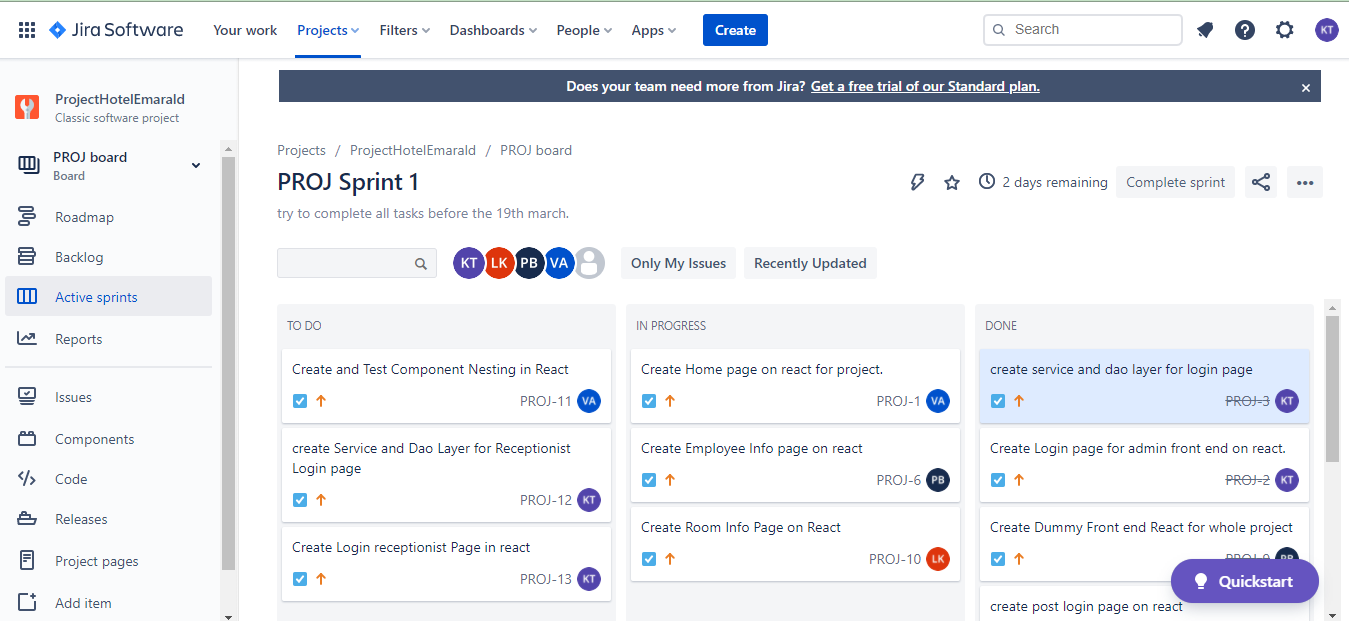 Jira Software
Your work
Projects
Filters
Dashboards
People
Apps
Create
Search
KT
ProjectHotelEmarald
Classic software project
PROJ board
Board
Roadmap
Backlog
Active sprints
Reports
Issues
Components
Code
Releases
Project pages
Add item
Does your team need more from Jira? Get a free trial of our Standard plan.
Projects / ProjectHotelEmarald / PROJ board
PROJ Sprint 1
2 days remaining
Complete sprint
try to complete all tasks before the 19th march.
KT LK PB VA
Only My Issues
Recently Updated
TO DO
Create and Test Component Nesting in React
PROJ-11 VA
create Service and Dao Layer for Receptionist
Login page
PROJ-12 KT
Create Login receptionist Page in react
PROJ-13 KT
IN PROGRESS
Create Home page on react for project.
PROJ-1 VA
Create Employee Info page on react
PROJ-6 PB
Create Room Info Page on React
PROJ-10 LK
DONE
create service and dao layer for login page
PROJ-3 KT
Create Login page for admin front end on react.
PROJ-2 KT
Create Dummy Front end React for whole project
PB
create post login page on react
Quickstart